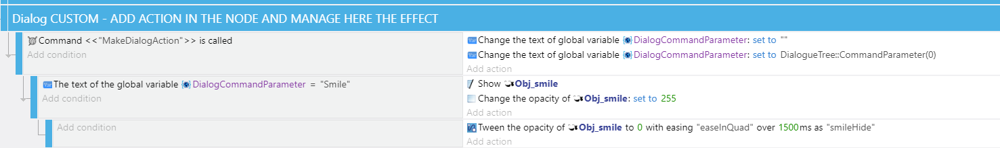 Dialog CUSTOM - ADD ACTION IN THE NODE AND MANAGE HERE THE EFFECT
Command <<"MakeDialogAction">> is called
Add condition
Change the text of global variable DialogCommandParameter: set to ""
Change the text of global variable DialogCommandParameter: set to DialogueTree::CommandParameter(0)
Add action
The text of the global variable DialogCommandParameter = "Smile"
Add condition
Show Obj_smile
Change the opacity of Obj_smile: set to 255
Add action
Add condition
Tween the opacity of Obj_smile to 0 with easing "easeInQuad" over 1500ms as "smileHide"
Add action